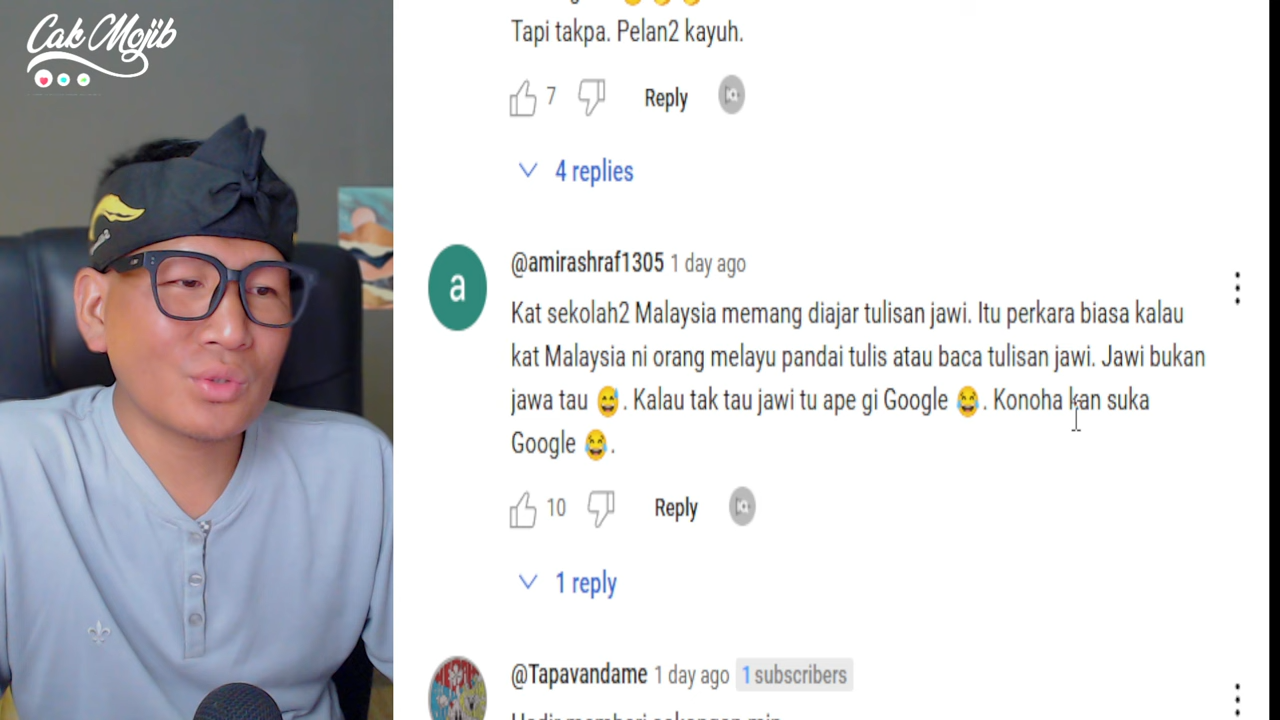 Cak Mojib
Tapi takpa. Pelan2 kayuh.
7 Reply
4 replies
a
@amirashraf1305 1 day ago
Kat sekolah2 Malaysia memang diajar tulisan jawi. Itu perkara biasa kalau
kat Malaysia ni orang melayu pandai tulis atau baca tulisan jawi. Jawi bukan
jawa tau 😅. Kalau tak tau jawi tu ape gi Google 😂. Konoha kan suka
Google 😂.
10 Reply
1 reply
@Tapavandame 1 day ago 1 subscribers